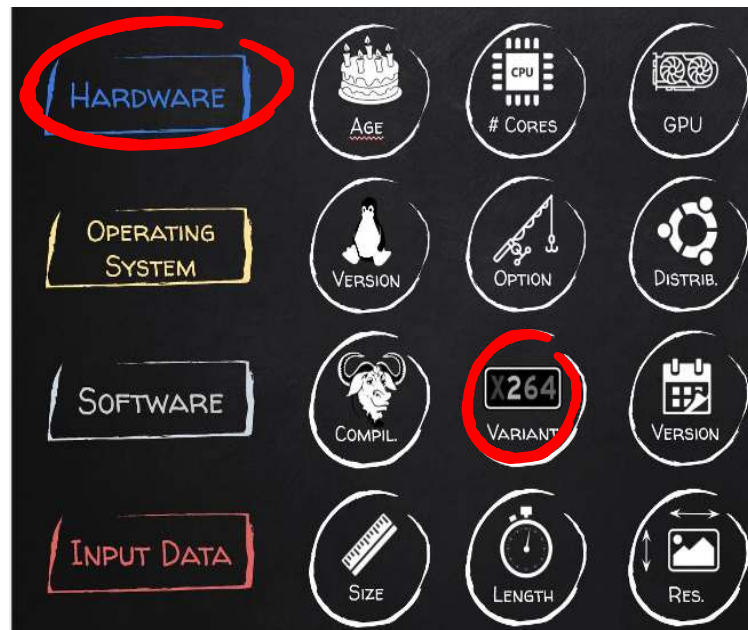 HARDWARE
AGE
CPU
# CORES
GPU
OPERATING
SYSTEM
VERSION
OPTION
DISTRIB.
SOFTWARE
COMPIL.
X264
VARIANT
VERSION
INPUT DATA
SIZE
LENGTH
RES.